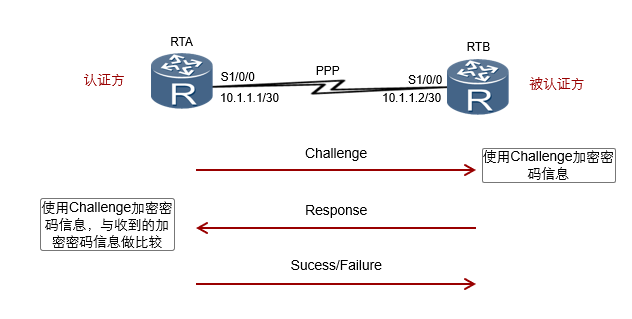 RTA
RTB
认证方
S1/0/0
PPP
S1/0/0
被认证方
R
10.1.1.1/30
10.1.1.2/30
R
Challenge
使用Challenge加密密
码信息
使用Challenge加密密
码信息，与收到的加
密密码信息做比较
Response
Sucess/Failure